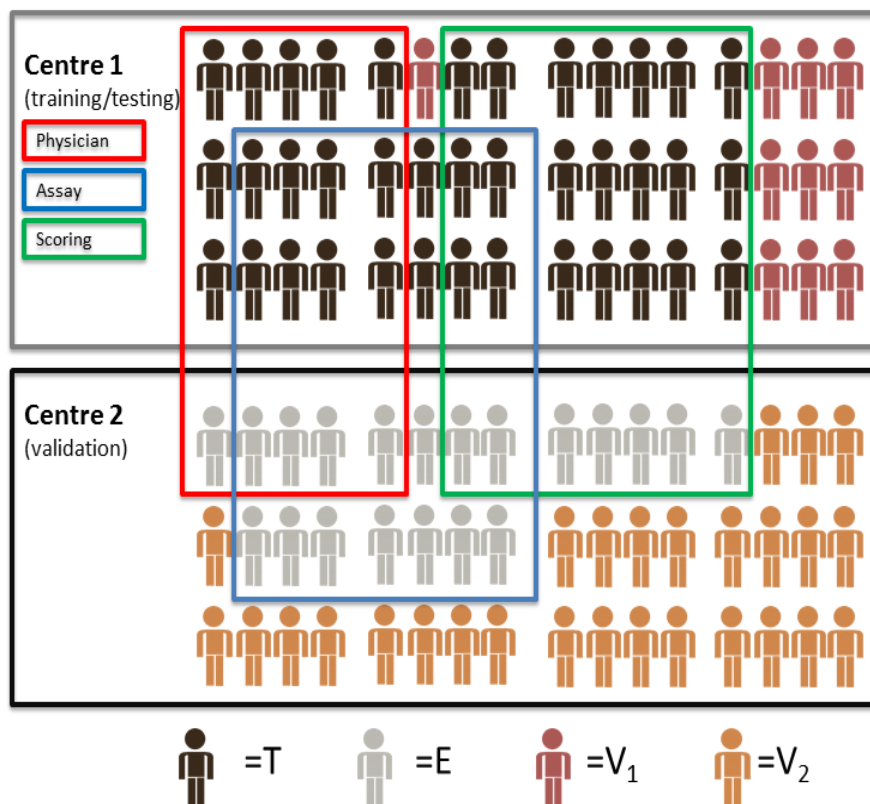 Centre 1
(training/testing)
Physician
Assay
Scoring
Centre 2
(validation)
=T =E =V₁ =V₂